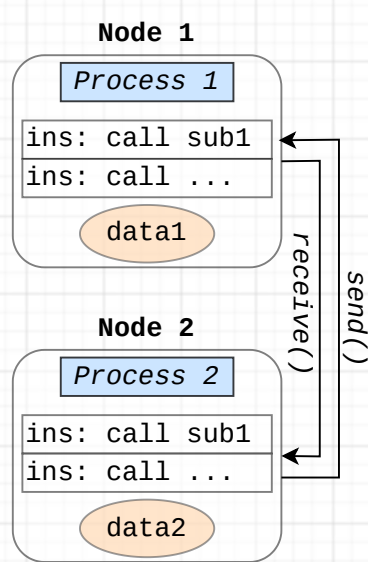 Node 1
Process 1
ins: call sub1
ins: call ...
data1
receive()
send()
Node 2
Process 2
ins: call sub1
ins: call ...
data2